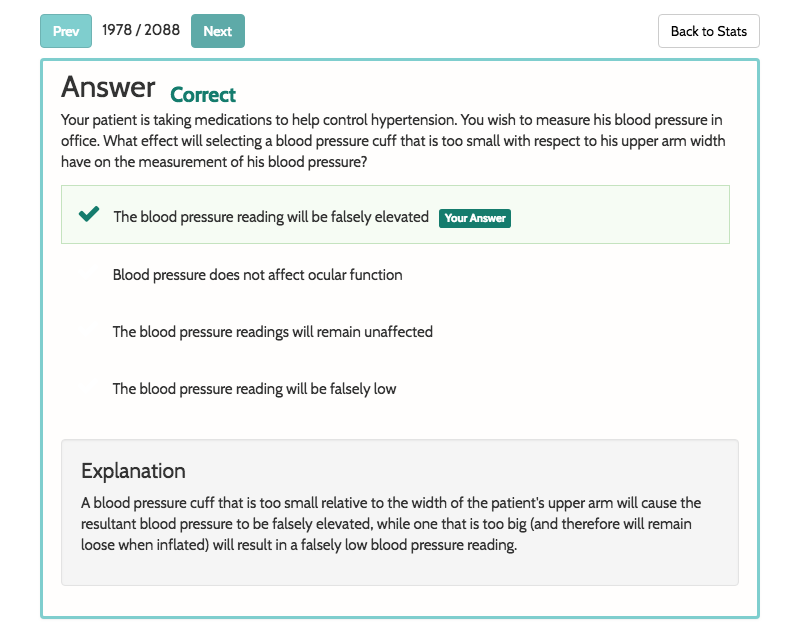 Prev 1978 / 2088 Next Back to Stats
Answer Correct
Your patient is taking medications to help control hypertension. You wish to measure his blood pressure in
office. What effect will selecting a blood pressure cuff that is too small with respect to his upper arm width
have on the measurement of his blood pressure?
The blood pressure reading will be falsely elevated Your Answer
Blood pressure does not affect ocular function
The blood pressure readings will remain unaffected
The blood pressure reading will be falsely low
Explanation
A blood pressure cuff that is too small relative to the width of the patient's upper arm will cause the
resultant blood pressure to be falsely elevated, while one that is too big (and therefore will remain
loose when inflated) will result in a falsely low blood pressure reading.